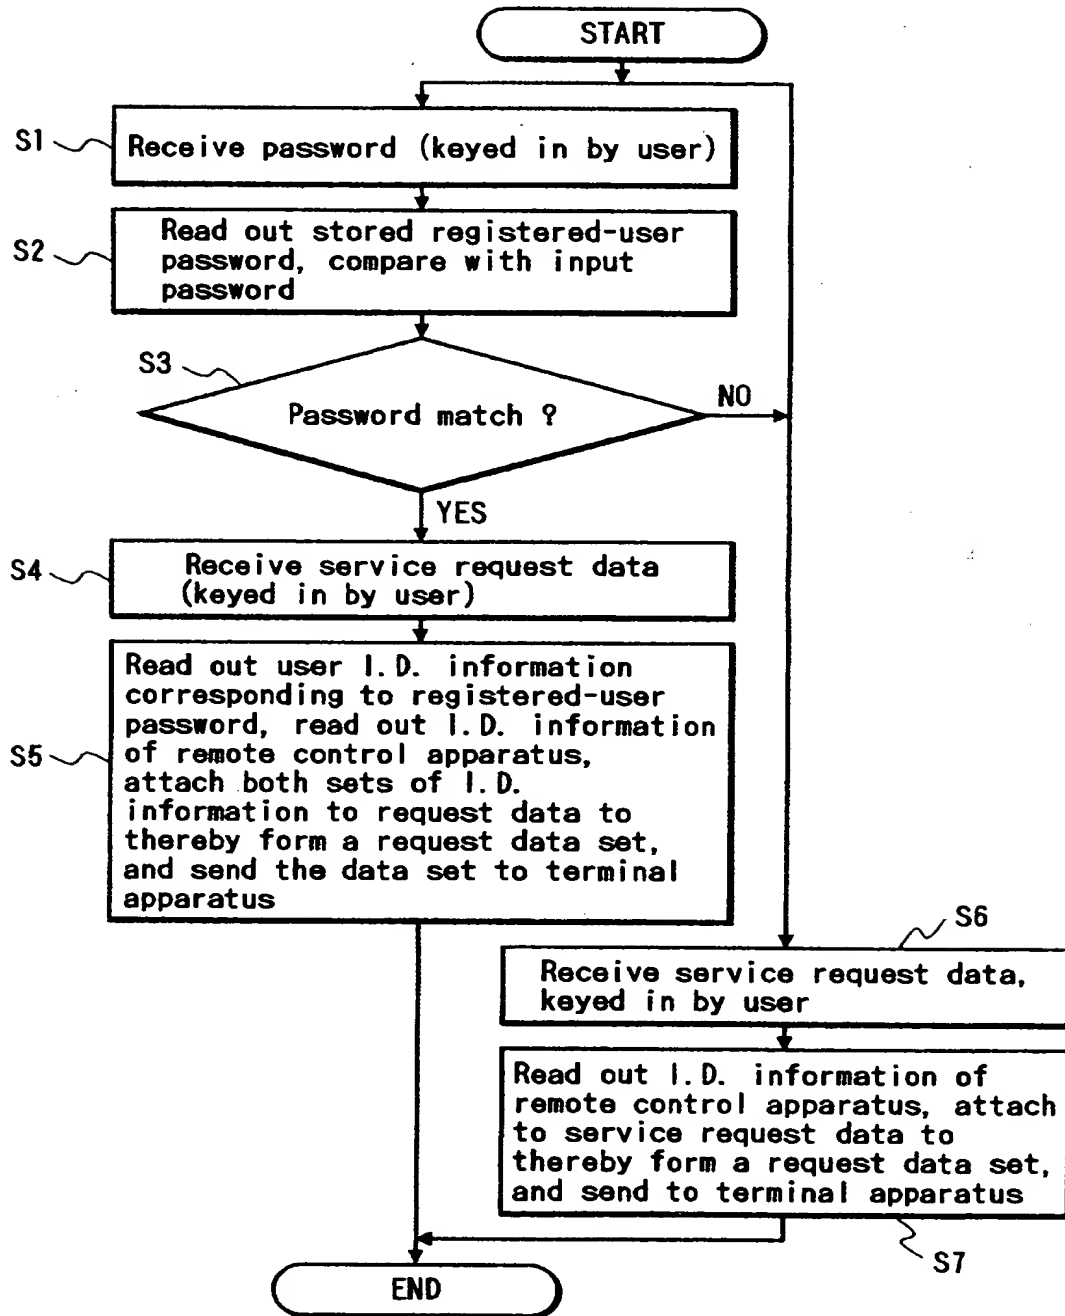 START
S1
Receive password (keyed in by user)
S2
Read out stored registered-user
password, compare with input
password
S3
Password match ?
NO
YES
S4
Receive service request data
(keyed in by user)
S5
Read out user I.D. information
corresponding to registered-user
password, read out I.D. information
of remote control apparatus,
attach both sets of I.D.
information to request data to
thereby form a request data set,
and send the data set to terminal
apparatus
S6
Receive service request data,
keyed in by user
Read out I.D. information of
remote control apparatus, attach
to service request data to
thereby form a request data set,
and send to terminal apparatus
S7
END